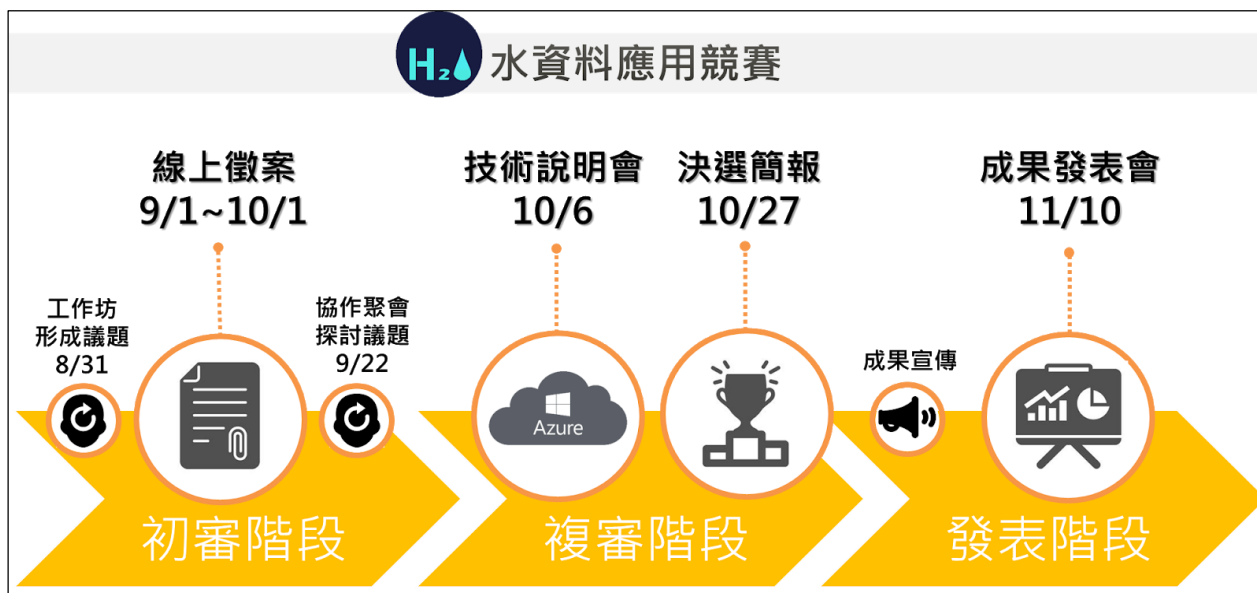 H₂ 水資料應用競賽
線上徵案
9/1~10/1
技術說明會
10/6
決選簡報
10/27
成果發表會
11/10
工作坊
形成議題
8/31
協作聚會
探討議題
9/22
成果宣傳
Azure
初審階段
複審階段
發表階段